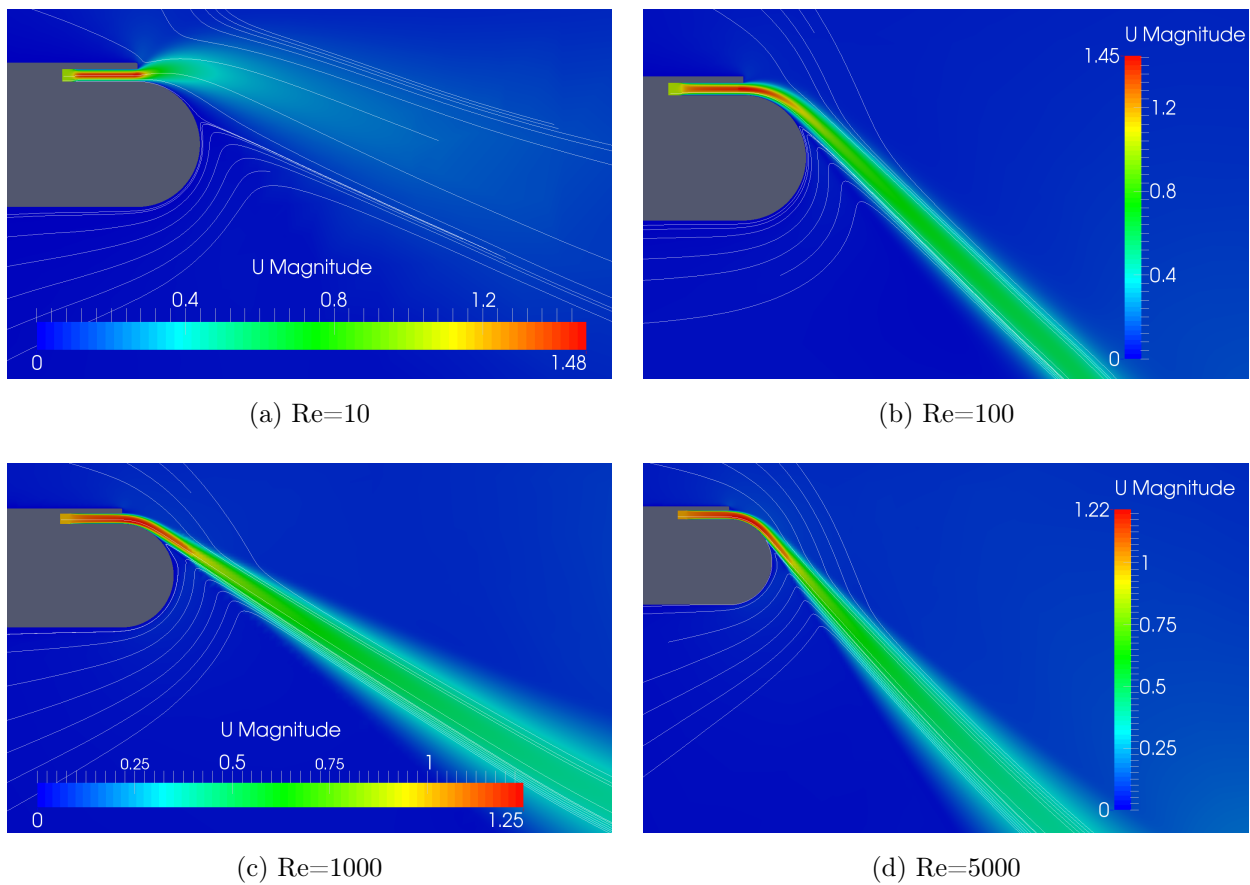 U Magnitude
0.4 0.8 1.2
0 1.48
(a) Re=10
U Magnitude
1.45
1.2
0.8
0.4
0
(b) Re=100
U Magnitude
0.25 0.5 0.75 1
0 1.25
(c) Re=1000
U Magnitude
1.22
1
0.75
0.5
0.25
0
(d) Re=5000